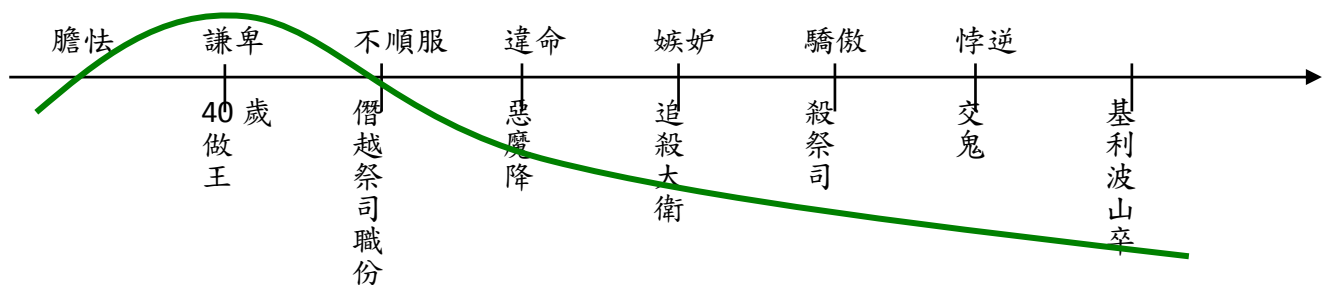 膽怯 謙卑 不順服 違命 嫉妒 驕傲 悖逆
40 歲做王
僭越祭司職份
惡魔降
追殺大衛
殺祭司
交鬼
基利波山卒